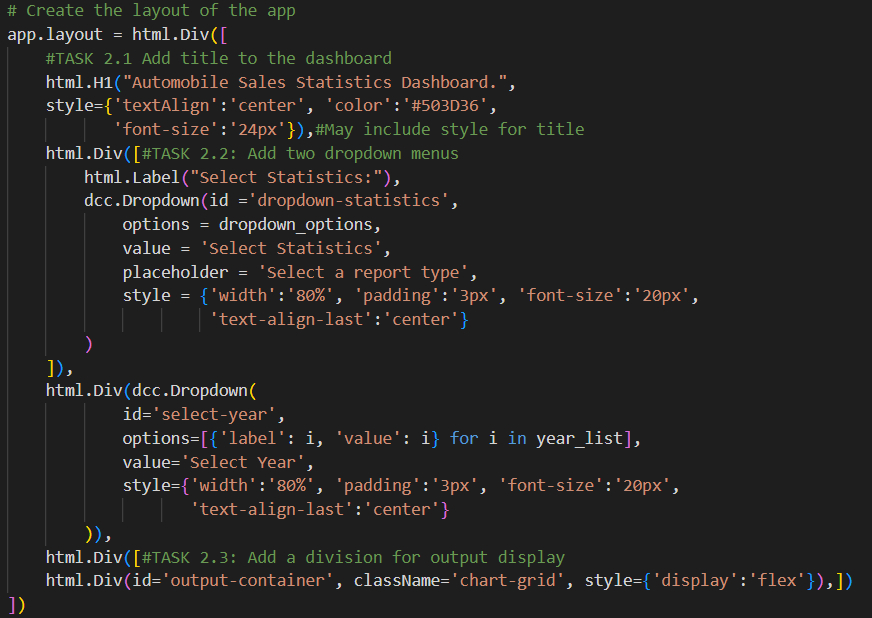 # Create the layout of the app
app.layout = html.Div([
    #TASK 2.1 Add title to the dashboard
    html.H1("Automobile Sales Statistics Dashboard.",
    style={'textAlign':'center', 'color':'#503D36',
           'font-size':'24px'}),#May include style for title
    html.Div([#TASK 2.2: Add two dropdown menus
        html.Label("Select Statistics:"),
        dcc.Dropdown(id ='dropdown-statistics',
            options = dropdown_options,
            value = 'Select Statistics',
            placeholder = 'Select a report type',
            style = {'width':'80%', 'padding':'3px', 'font-size':'20px',
                     'text-align-last':'center'}
        )
    ]),
    html.Div(dcc.Dropdown(
            id='select-year',
            options=[{'label': i, 'value': i} for i in year_list],
            value='Select Year',
            style={'width':'80%', 'padding':'3px', 'font-size':'20px',
                   'text-align-last':'center'}
        )),
    html.Div([#TASK 2.3: Add a division for output display
    html.Div(id='output-container', className='chart-grid', style={'display':'flex'}),])
])